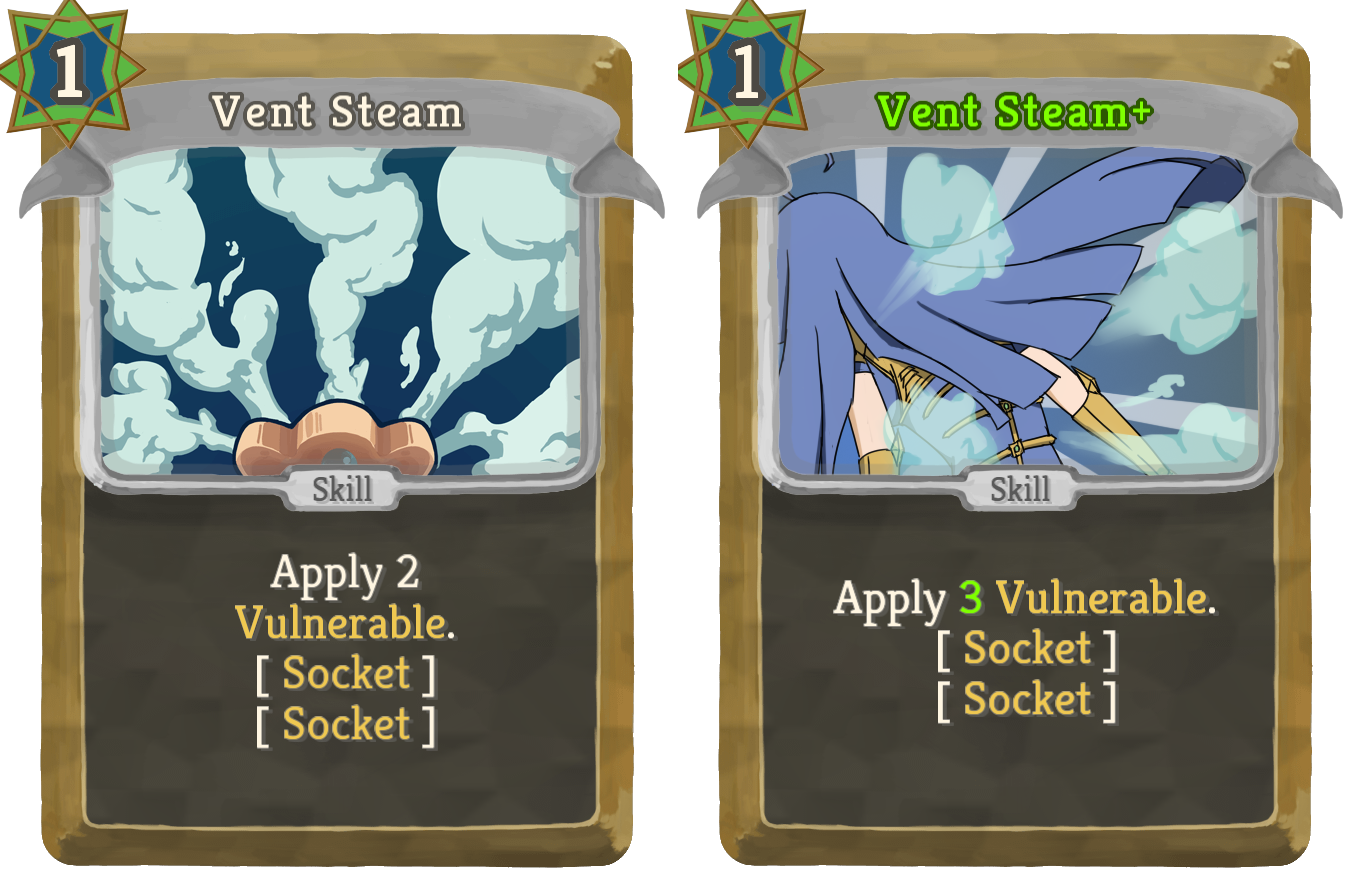 1
Vent Steam
Skill
Apply 2
Vulnerable.
[ Socket ]
[ Socket ]
1
Vent Steam+
Skill
Apply 3 Vulnerable.
[ Socket ]
[ Socket ]